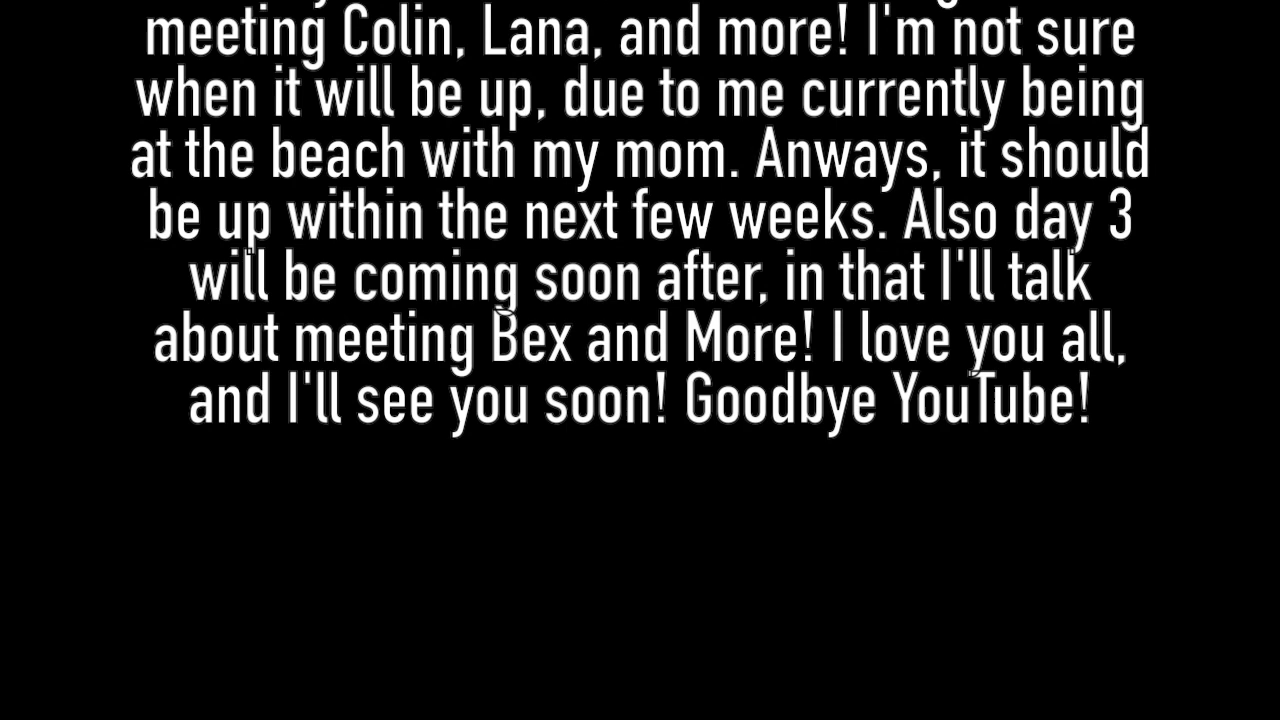 meeting Colin, Lana, and more! I'm not sure
when it will be up, due to me currently being
at the beach with my mom. Anways, it should
be up within the next few weeks. Also day 3
will be coming soon after, in that I'll talk
about meeting Bex and More! I love you all,
and I'll see you soon! Goodbye YouTube!